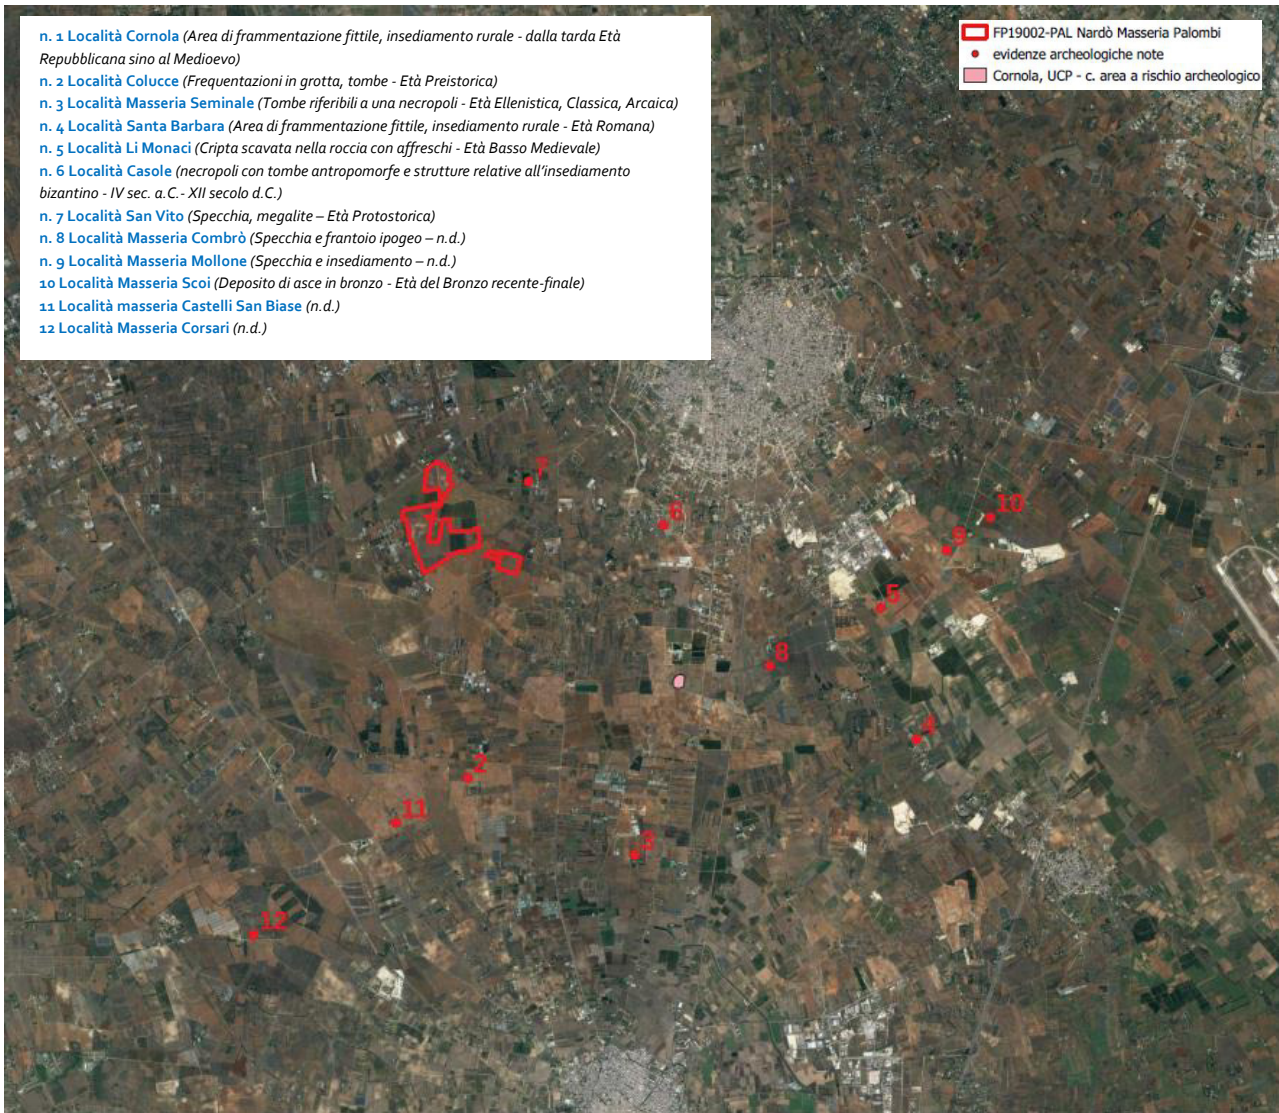 n. 1 Località Cornola (Area di frammentazione fittile, insediamento rurale - dalla tarda Età
Repubblicana sino al Medioevo)
n. 2 Località Colucce (Frequentazioni in grotta, tombe - Età Preistorica)
n. 3 Località Masseria Seminale (Tombe riferibili a una necropoli - Età Ellenistica, Classica, Arcaica)
n. 4 Località Santa Barbara (Area di frammentazione fittile, insediamento rurale - Età Romana)
n. 5 Località Li Monaci (Cripta scavata nella roccia con affreschi - Età Basso Medievale)
n. 6 Località Casole (necropoli con tombe antropomorfe e strutture relative all'insediamento
bizantino - IV sec. a.C.- XII secolo d.C.)
n. 7 Località San Vito (Specchia, megalite – Età Protostorica)
n. 8 Località Masseria Combrò (Specchia e frantoio ipogeo – n.d.)
n. 9 Località Masseria Mollone (Specchia e insediamento – n.d.)
10 Località Masseria Scoi (Deposito di asce in bronzo - Età del Bronzo recente-finale)
11 Località masseria Castelli San Biase (n.d.)
12 Località Masseria Corsari (n.d.)
FP19002-PAL Nardò Masseria Palombi
evidenze archeologiche note
Cornola, UCP - c. area a rischio archeologico
7
6
10
9
5
8
4
2
11
3
12